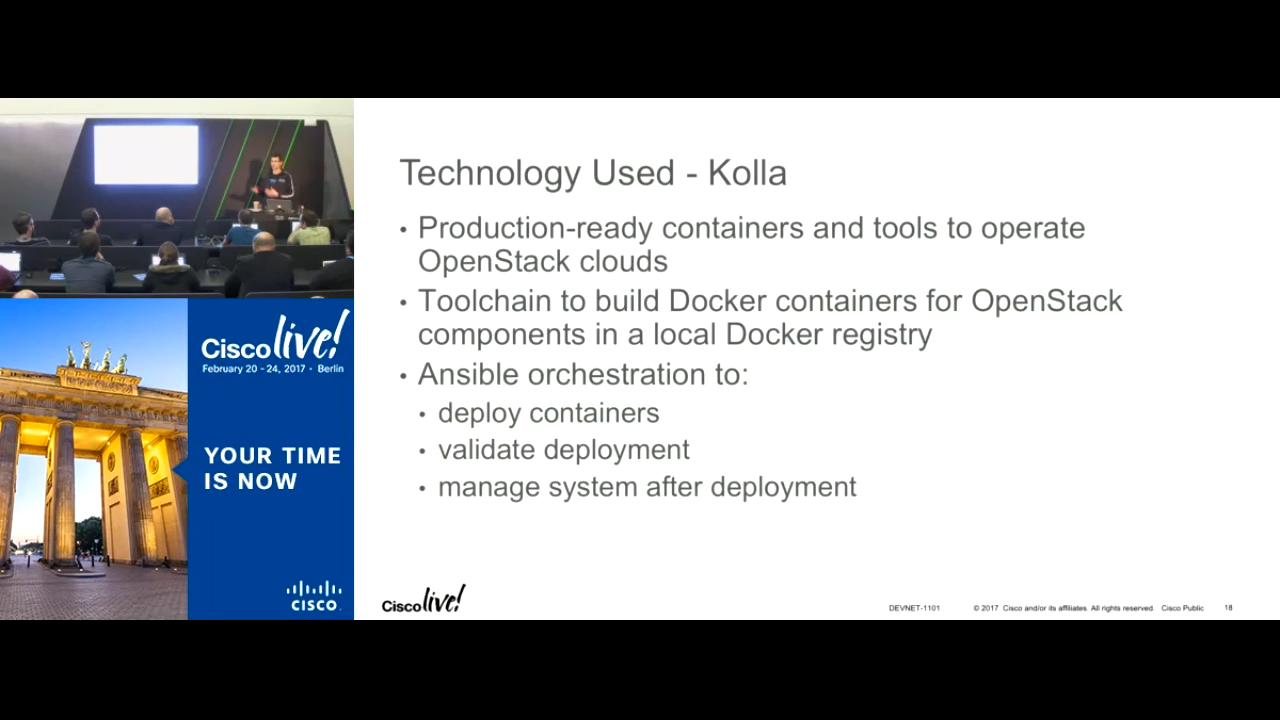 Technology Used - Kolla
• Production-ready containers and tools to operate
OpenStack clouds
• Toolchain to build Docker containers for OpenStack
components in a local Docker registry
• Ansible orchestration to:
• deploy containers
• validate deployment
• manage system after deployment
Cisco live!
February 20 - 24, 2017 • Berlin
YOUR TIME
IS NOW
CISCO.
Cisco live!
DEVNET-1101 © 2017 Cisco and/or its affiliates. All rights reserved. Cisco Public 18